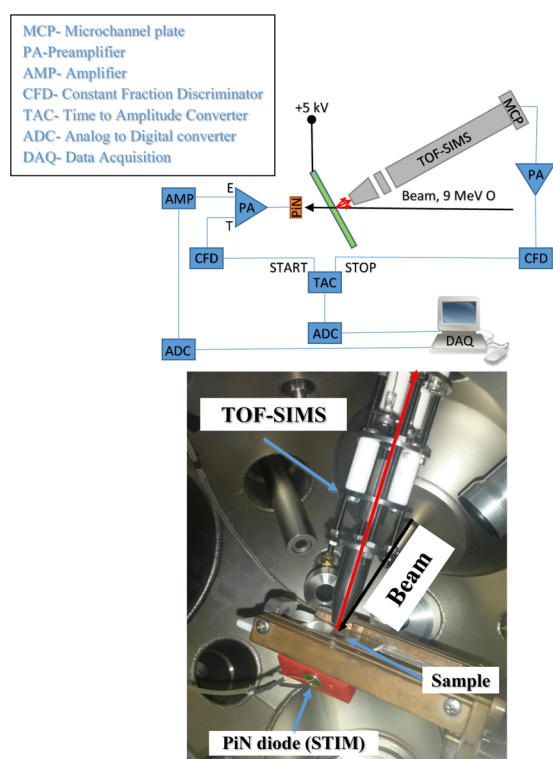 MCP- Microchannel plate
PA-Preamplifier
AMP- Amplifier
CFD- Constant Fraction Discriminator
TAC- Time to Amplitude Converter
ADC- Analog to Digital converter
DAQ- Data Acquisition
+5 kV
MCP
TOF-SIMS
PA
Beam, 9 MeV O
PiN
E
AMP
PA
T
CFD
START
STOP
TAC
CFD
ADC
ADC
DAQ
TOF-SIMS
Beam
Sample
PiN diode (STIM)